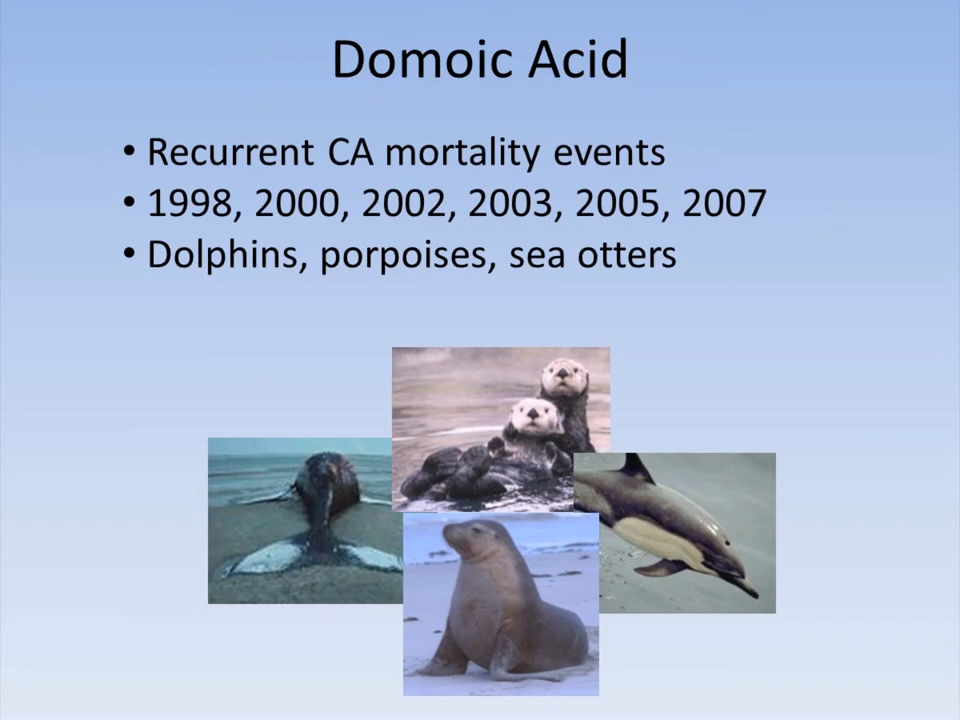 Domoic Acid
• Recurrent CA mortality events
• 1998, 2000, 2002, 2003, 2005, 2007
• Dolphins, porpoises, sea otters